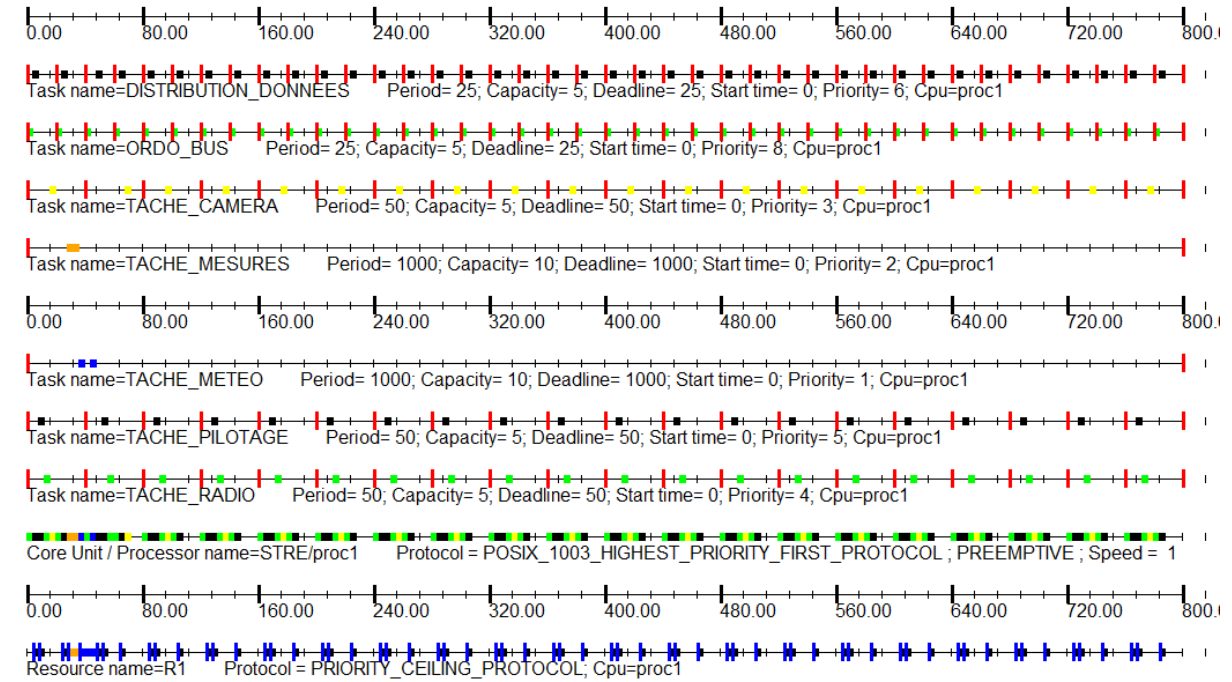 0.00 80.00 160.00 240.00 320.00 400.00 480.00 560.00 640.00 720.00 800.0
Task name=DISTRIBUTION_DONNEES Period= 25; Capacity= 5; Deadline= 25; Start time= 0; Priority= 6; Cpu=proc1
Task name=ORDO_BUS Period= 25; Capacity= 5; Deadline= 25; Start time= 0; Priority= 8; Cpu=proc1
Task name=TACHE_CAMERA Period= 50; Capacity= 5; Deadline= 50; Start time= 0; Priority= 3; Cpu=proc1
Task name=TACHE_MESURES Period= 1000; Capacity= 10; Deadline= 1000; Start time= 0; Priority= 2; Cpu=proc1
0.00 80.00 160.00 240.00 320.00 400.00 480.00 560.00 640.00 720.00 800.0
Task name=TACHE_METEO Period= 1000; Capacity= 10; Deadline= 1000; Start time= 0; Priority= 1; Cpu=proc1
Task name=TACHE_PILOTAGE Period= 50; Capacity= 5; Deadline= 50; Start time= 0; Priority= 5; Cpu=proc1
Task name=TACHE_RADIO Period= 50; Capacity= 5; Deadline= 50; Start time= 0; Priority= 4; Cpu=proc1
Core Unit / Processor name=STRE/proc1 Protocol = POSIX_1003_HIGHEST_PRIORITY_FIRST_PROTOCOL ; PREEMPTIVE ; Speed = 1
0.00 80.00 160.00 240.00 320.00 400.00 480.00 560.00 640.00 720.00 800.0
Resource name=R1 Protocol = PRIORITY_CEILING_PROTOCOL; Cpu=proc1